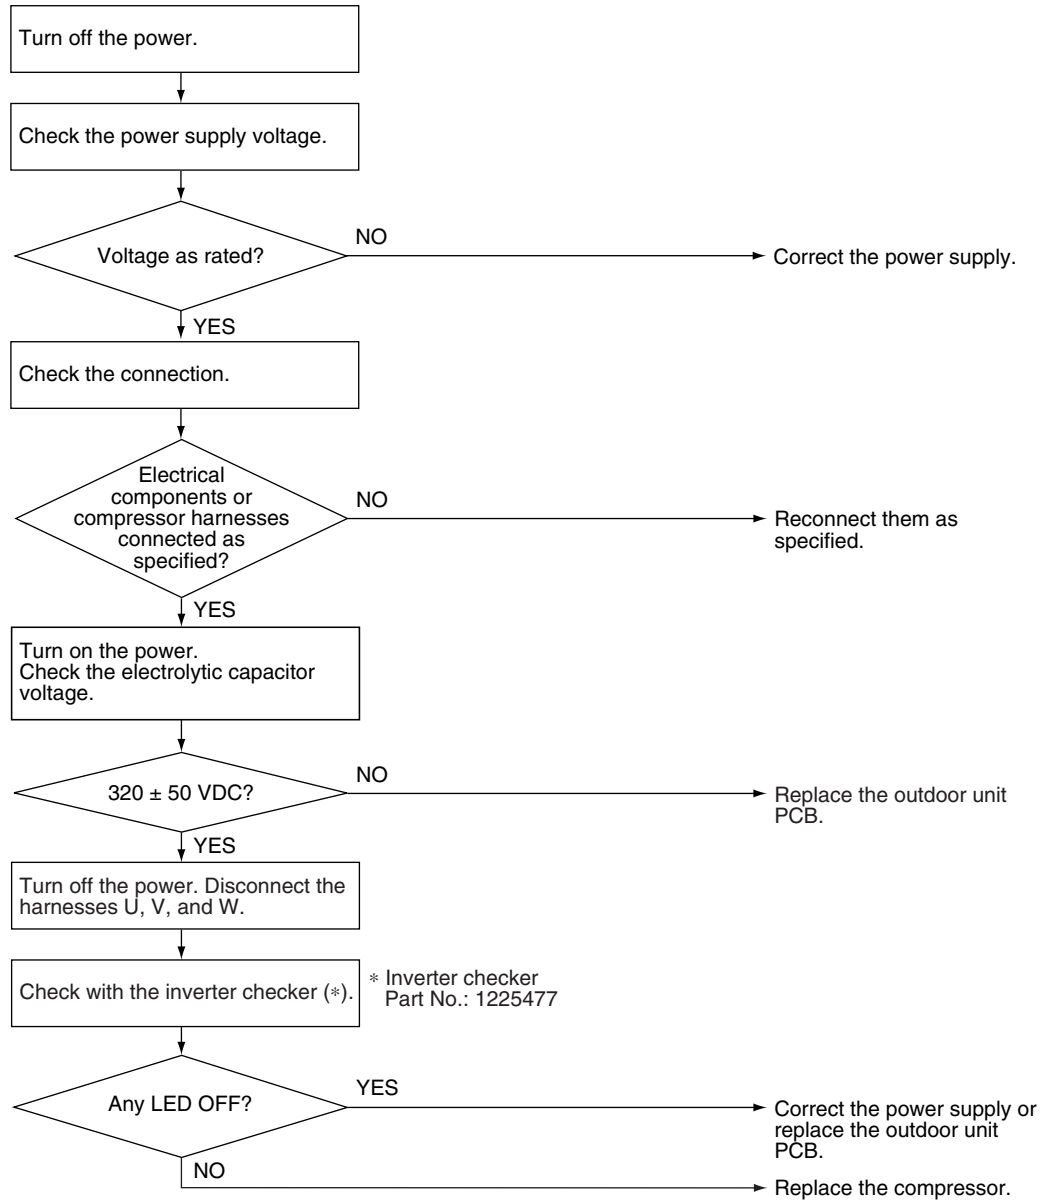 Turn off the power.
Check the power supply voltage.
Voltage as rated?
NO
Correct the power supply.
YES
Check the connection.
Electrical
components or
compressor harnesses
connected as
specified?
NO
Reconnect them as
specified.
YES
Turn on the power.
Check the electrolytic capacitor
voltage.
320 ± 50 VDC?
NO
Replace the outdoor unit
PCB.
YES
Turn off the power. Disconnect the
harnesses U, V, and W.
Check with the inverter checker (∗).
∗ Inverter checker
Part No.: 1225477
Any LED OFF?
YES
Correct the power supply or
replace the outdoor unit
PCB.
NO
Replace the compressor.